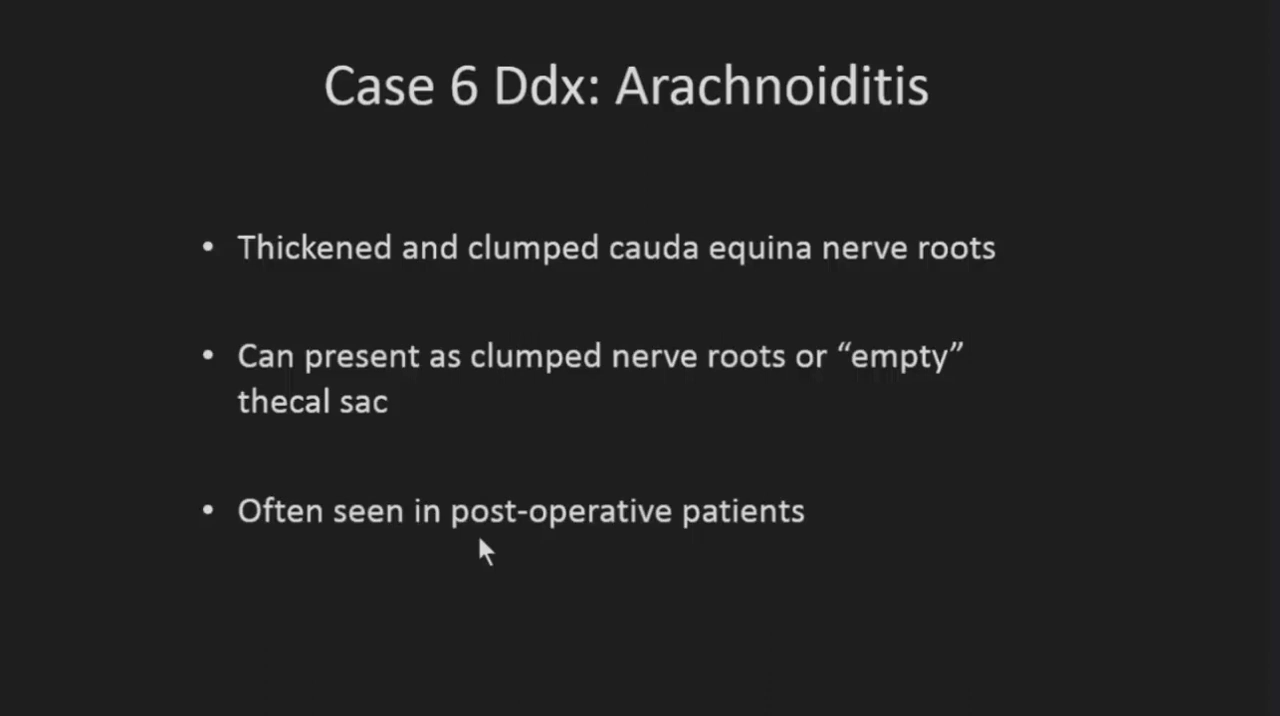 Case 6 Ddx: Arachnoiditis
• Thickened and clumped cauda equina nerve roots
• Can present as clumped nerve roots or “empty”
thecal sac
• Often seen in post-operative patients